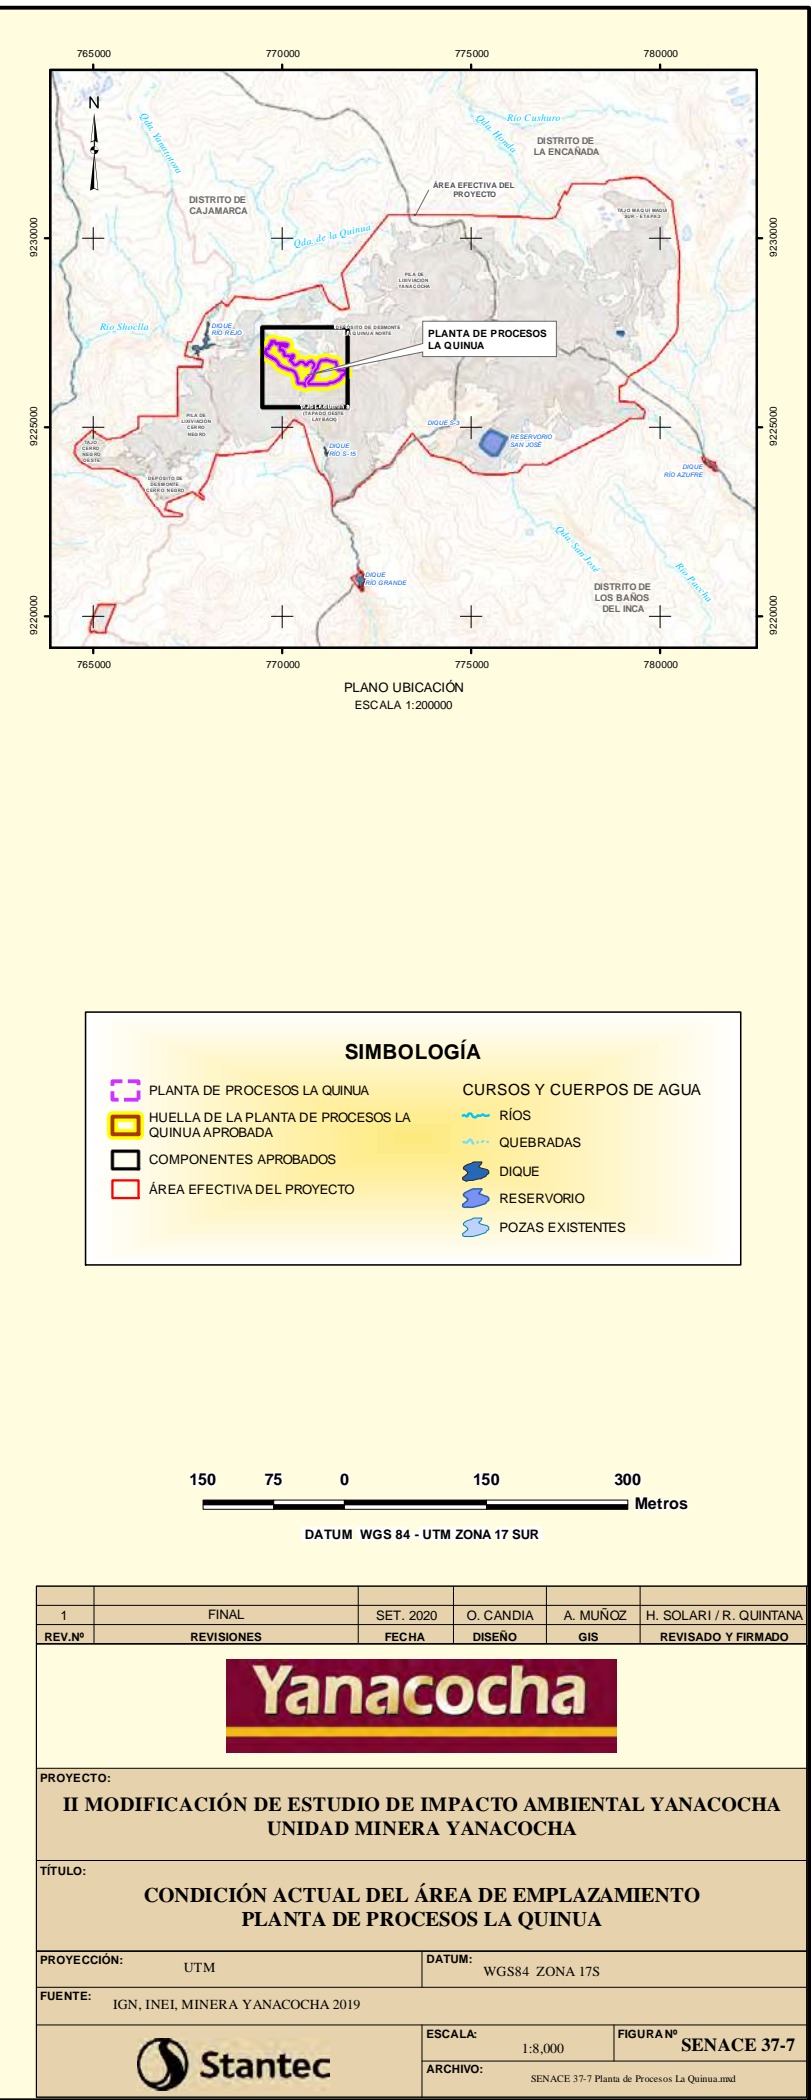 765000 770000 775000 780000
N
Qda. Yanatotora
Qda. Honda
Río Cushuro
DISTRITO DE
LA ENCAÑADA
ÁREA EFECTIVA DEL
PROYECTO
DISTRITO DE
CAJAMARCA
TAJO MAQUI MAQUI
SUR - ETAPA 2
9230000
9230000
Qda. de la Quinua
PILA DE
LIXIVIACIÓN
YANACOCHA
Río Shoclla
DIQUE
RÍO REJO
DEPÓSITO DE DESMONTE
LA QUINUA NORTE
PLANTA DE PROCESOS
LA QUINUA
PILA DE
LIXIVIACIÓN
CERRO
NEGRO
(TAPADO OESTE
LAYBACK)
9225000
9225000
DIQUE S-3
TAJO
CERRO
NEGRO
OESTE
RESERVORIO
SAN JOSÉ
DIQUE
RÍO S-15
DIQUE
RÍO AZUFRE
DEPÓSITO DE
DESMONTE
CERRO NEGRO
Qda. San José
Río Paccha
DIQUE
RÍO GRANDE
DISTRITO DE
LOS BAÑOS
DEL INCA
9220000
9220000
765000 770000 775000 780000
PLANO UBICACIÓN
ESCALA 1:200000
SIMBOLOGÍA
PLANTA DE PROCESOS LA QUINUA
HUELLA DE LA PLANTA DE PROCESOS LA
QUINUA APROBADA
COMPONENTES APROBADOS
ÁREA EFECTIVA DEL PROYECTO
CURSOS Y CUERPOS DE AGUA
RÍOS
QUEBRADAS
DIQUE
RESERVORIO
POZAS EXISTENTES
150 75 0 150 300
Metros
DATUM WGS 84 - UTM ZONA 17 SUR
1 FINAL SET. 2020 O. CANDIA A. MUÑOZ H. SOLARI / R. QUINTANA
REV.Nº REVISIONES FECHA DISEÑO GIS REVISADO Y FIRMADO
Yanacocha
PROYECTO:
II MODIFICACIÓN DE ESTUDIO DE IMPACTO AMBIENTAL YANACOCHA
UNIDAD MINERA YANACOCHA
TÍTULO:
CONDICIÓN ACTUAL DEL ÁREA DE EMPLAZAMIENTO
PLANTA DE PROCESOS LA QUINUA
PROYECCIÓN: UTM
DATUM: WGS84 ZONA 17S
FUENTE: IGN, INEI, MINERA YANACOCHA 2019
Stantec
ESCALA: 1:8,000
FIGURA Nº SENACE 37-7
ARCHIVO: SENACE 37-7 Planta de Procesos La Quinua.mxd